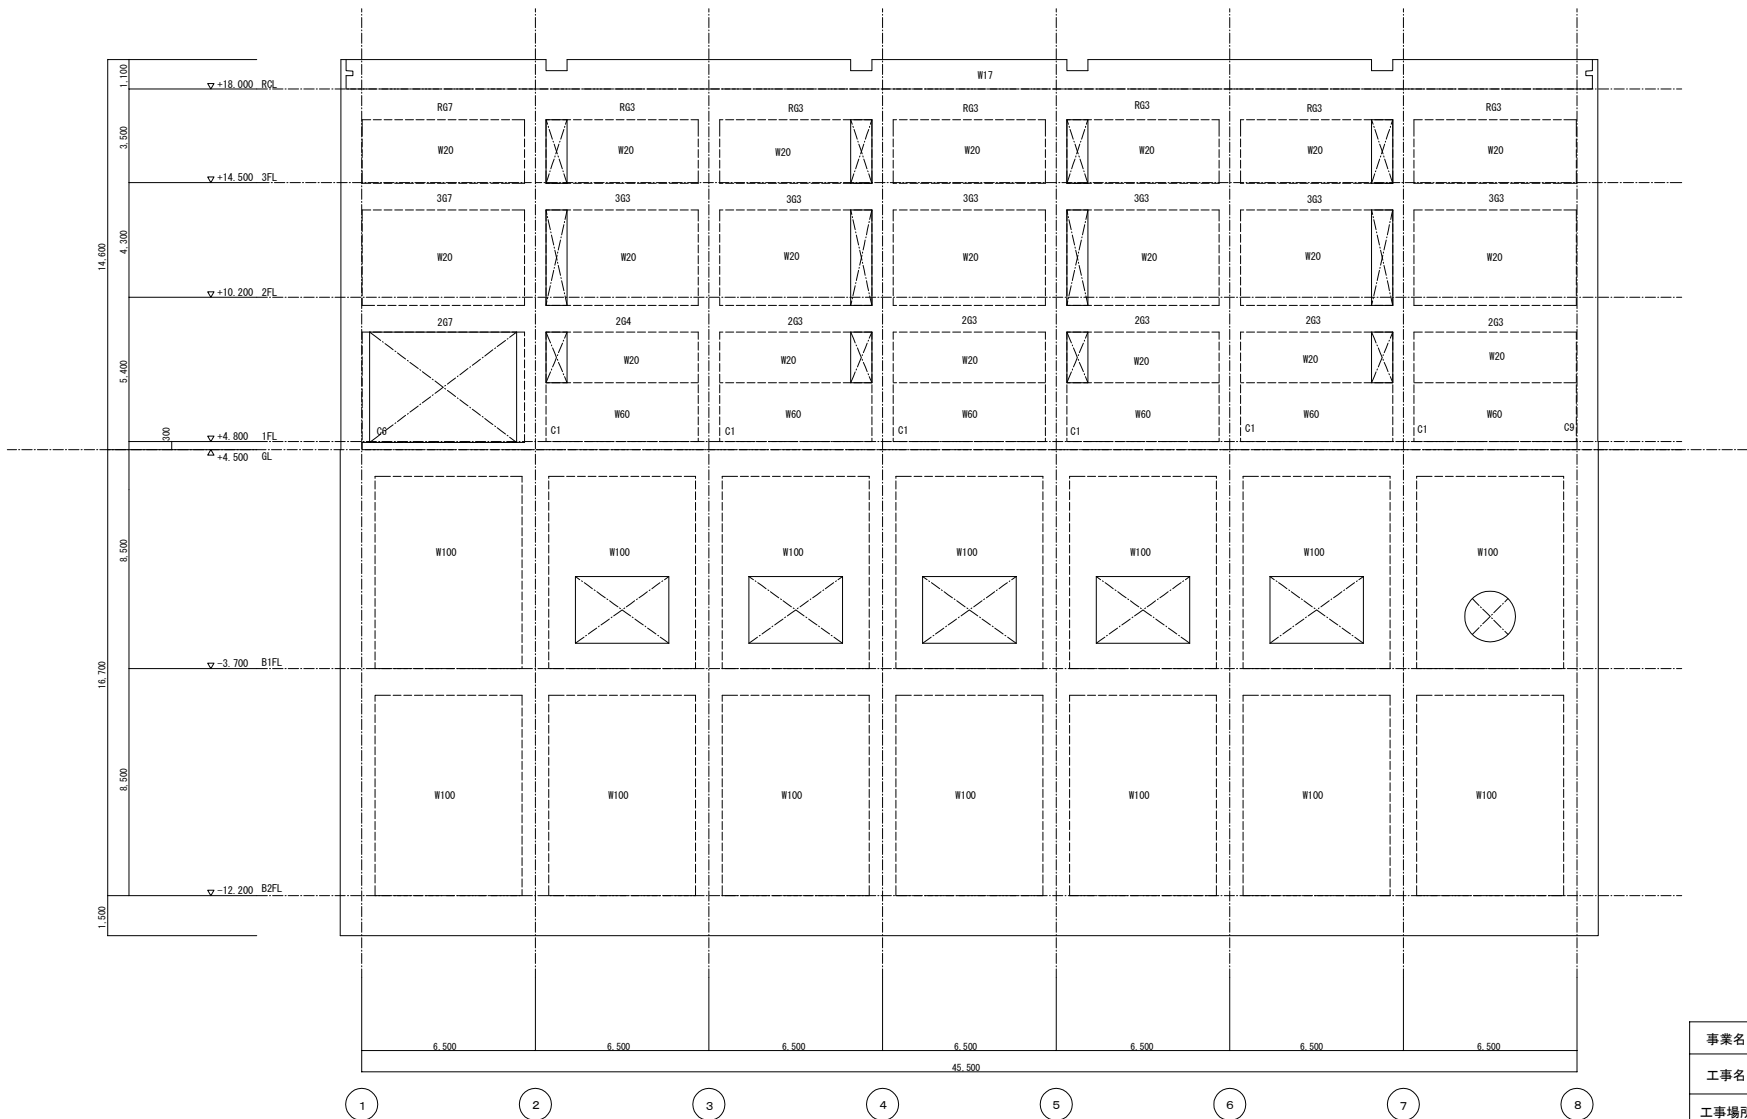 W17
1,100
+18.000 RCL
RG7 RG3 RG3 RG3 RG3 RG3 RG3
3,500
W20 W20 W20 W20 W20 W20 W20
+14.500 3FL
3G7 3G3 3G3 3G3 3G3 3G3 3G3
14.600
4,300
W20 W20 W20 W20 W20 W20 W20
+10.200 2FL
2G7 2G4 2G3 2G3 2G3 2G3 2G3
5,400
W20 W20 W20 W20 W20 W20
W60 W60 W60 W60 W60 W60
C6 C1 C1 C1 C1 C1 C1 C9
300
+4.800 1FL
+4.500 GL
8,500
W100 W100 W100 W100 W100 W100 W100
16,700
-3.700 B1FL
8,500
W100 W100 W100 W100 W100 W100 W100
-12.200 B2FL
1,500
6.500 6.500 6.500 6.500 6.500 6.500 6.500
45.500
1 2 3 4 5 6 7 8
事業名
工事名
工事場所